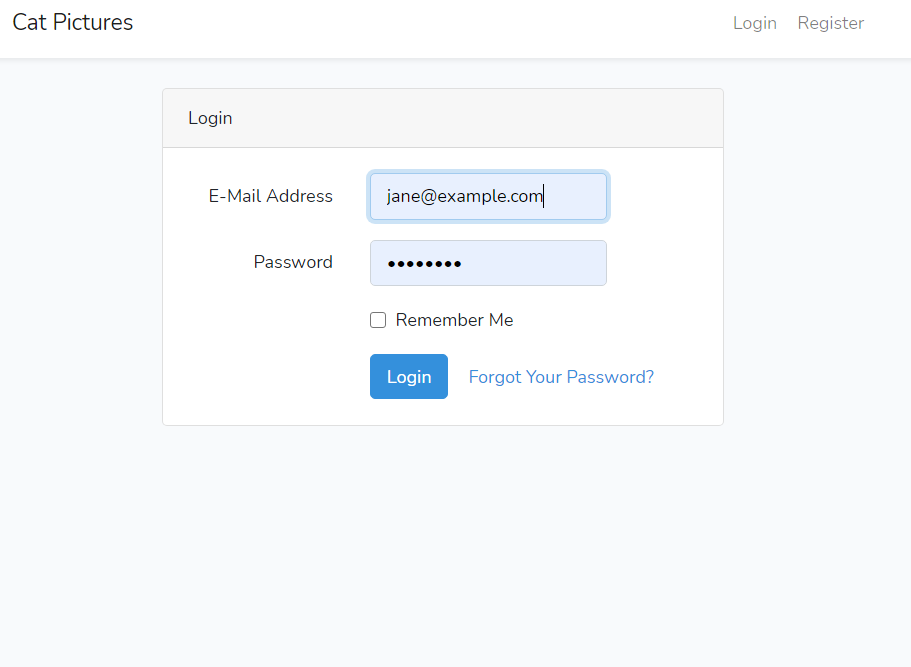 Cat Pictures Login Register
Login
E-Mail Address jane@example.com
Password ••••••••
Remember Me
Login Forgot Your Password?